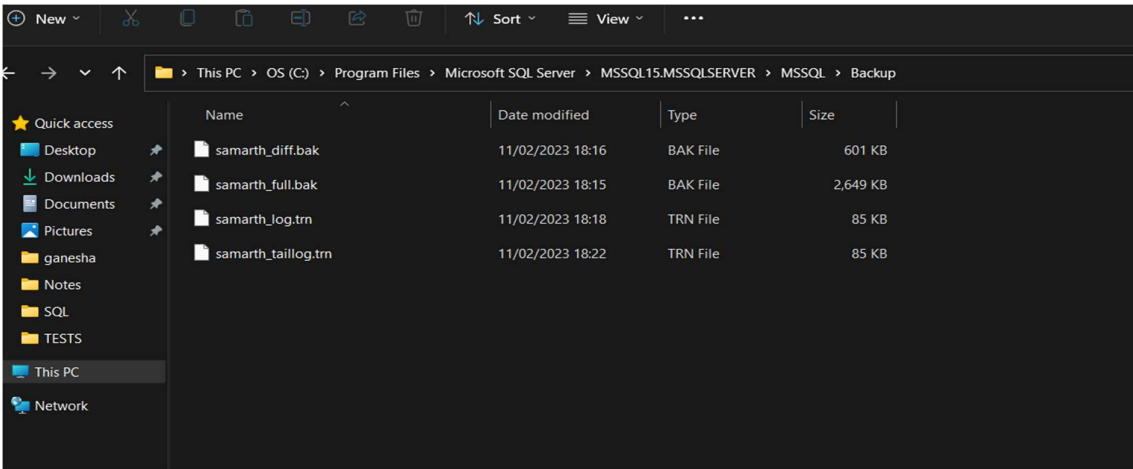 New Sort View ...
This PC > OS (C:) > Program Files > Microsoft SQL Server > MSSQL15.MSSQLSERVER > MSSQL > Backup
Name Date modified Type Size
Quick access
Desktop
Downloads
Documents
Pictures
ganesha
Notes
SQL
TESTS
This PC
Network
samarth_diff.bak 11/02/2023 18:16 BAK File 601 KB
samarth_full.bak 11/02/2023 18:15 BAK File 2,649 KB
samarth_log.trn 11/02/2023 18:18 TRN File 85 KB
samarth_taillog.trn 11/02/2023 18:22 TRN File 85 KB